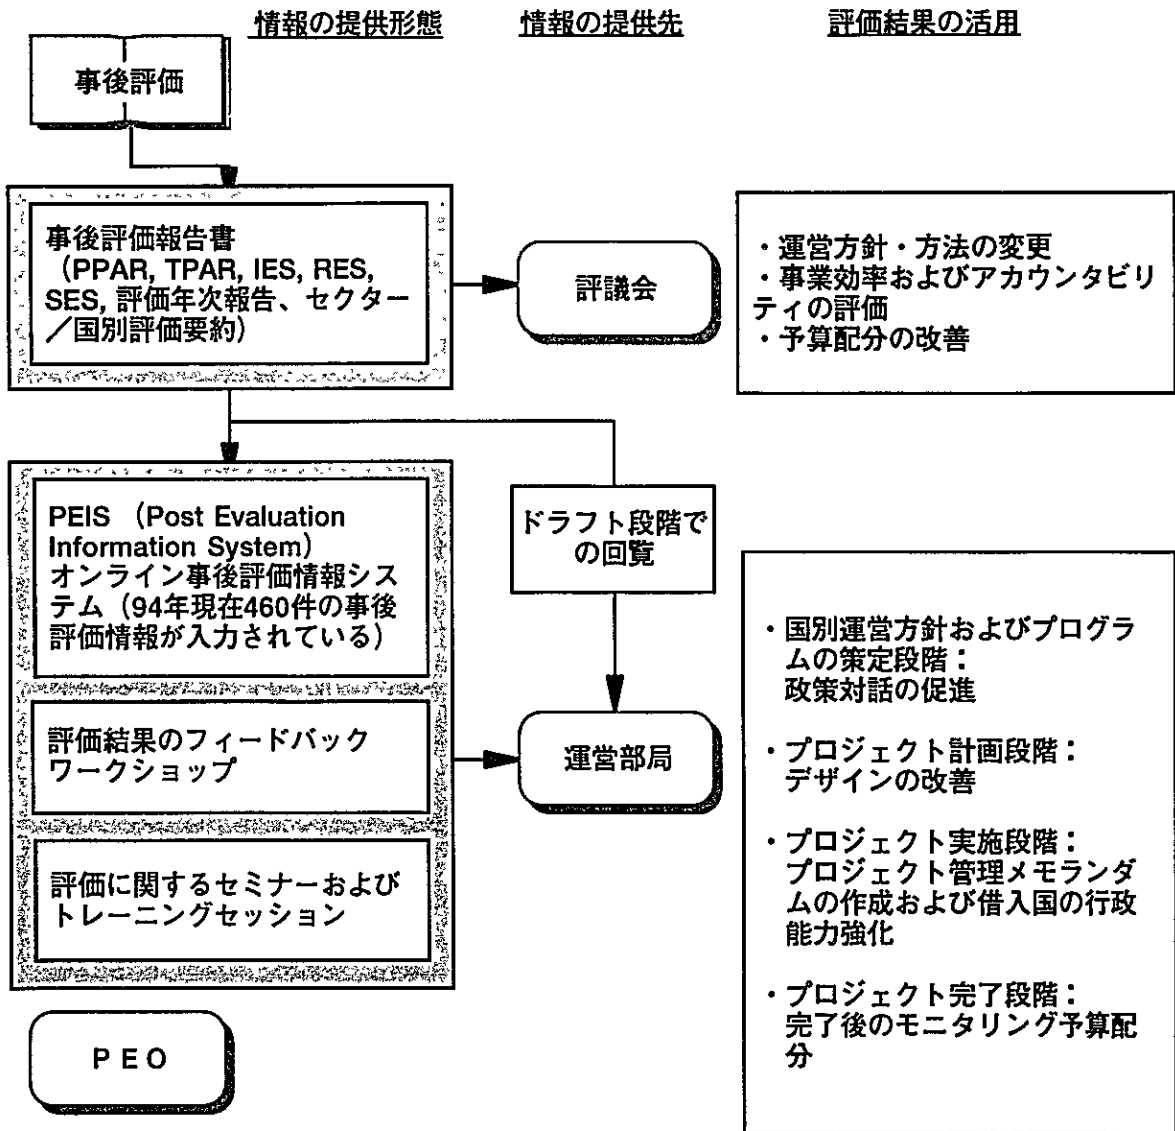 情報の提供形態
情報の提供先
評価結果の活用
事後評価
事後評価報告書
(PPAR, TPAR, IES, RES,
SES, 評価年次報告、セクター
／国別評価要約)
評議会
・運営方針・方法の変更
・事業効率およびアカウンタビリ
ティの評価
・予算配分の改善
PEIS (Post Evaluation
Information System)
オンライン事後評価情報シス
テム（94年現在460件の事後
評価情報が入力されている）
ドラフト段階で
の回覧
評価結果のフィードバック
ワークショップ
運営部局
評価に関するセミナーおよび
トレーニングセッション
・国別運営方針およびプログラ
ムの策定段階：
政策対話の促進
・プロジェクト計画段階：
デザインの改善
・プロジェクト実施段階：
プロジェクト管理メモランダ
ムの作成および借入国の行政
能力強化
・プロジェクト完了段階：
完了後のモニタリング予算配
分
PEO